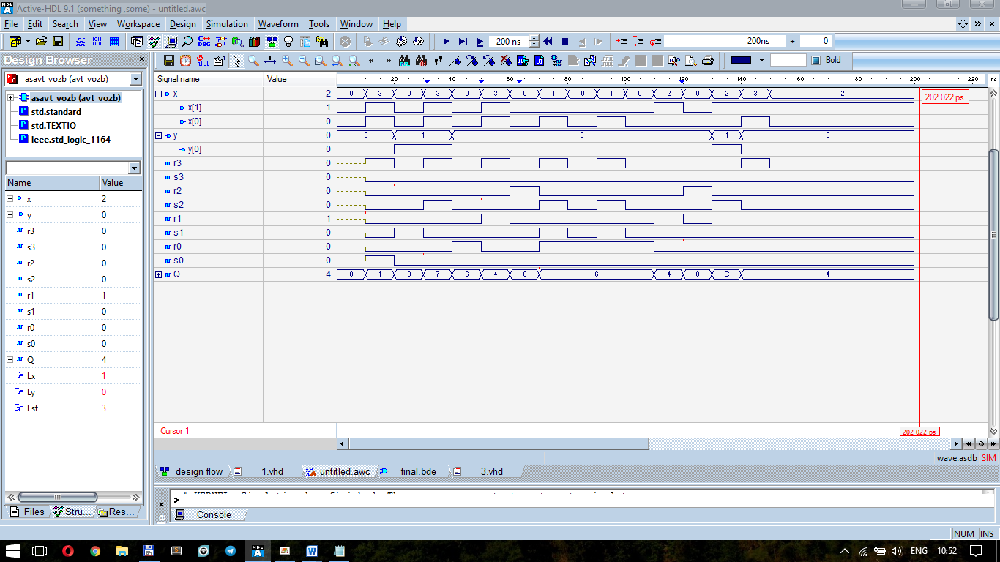 Active-HDL 9.1 (something ,some) - untitled.awc
File Edit Search View Workspace Design Simulation Waveform Tools Window Help
200 ns 200ns + 0
Design Browser
Bold
asavt_vozb (avt_vozb)
asavt_vozb (avt_vozb)
std.standard
std.TEXTIO
ieee.std_logic_1164
Name Value
x 2
y 0
r3 0
s3 0
r2 0
s2 0
r1 1
s1 0
r0 0
s0 0
Q 4
Lx 1
Ly 0
Lst 3
Files Stru... Res...
Signal name Value 20 40 60 80 100 120 140 160 180 200 220 ns
x 2 0 3 0 3 0 3 0 1 0 1 0 2 0 2 3 2
202 022 ps
x[1] 1
x[0] 0
y 0 0 1 0 1 0
y[0] 0
r3 0
s3 0
r2 0
s2 0
r1 1
s1 0
r0 0
s0 0
Q 4 0 1 3 7 6 4 0 6 4 0 C 4
Cursor 1 202 022 ps
wave.asdb SIM
design flow 1.vhd untitled.awc final.bde 3.vhd
>
Console
NUM INS
ENG 10:52